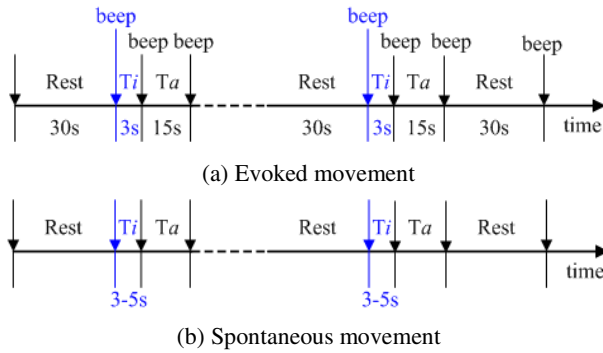 beep beep
beep beep beep beep beep
Rest Ti Ta Rest Ti Ta Rest
30s 3s 15s 30s 3s 15s 30s time
(a) Evoked movement
Rest Ti Ta Rest Ti Ta Rest
time
3-5s 3-5s
(b) Spontaneous movement